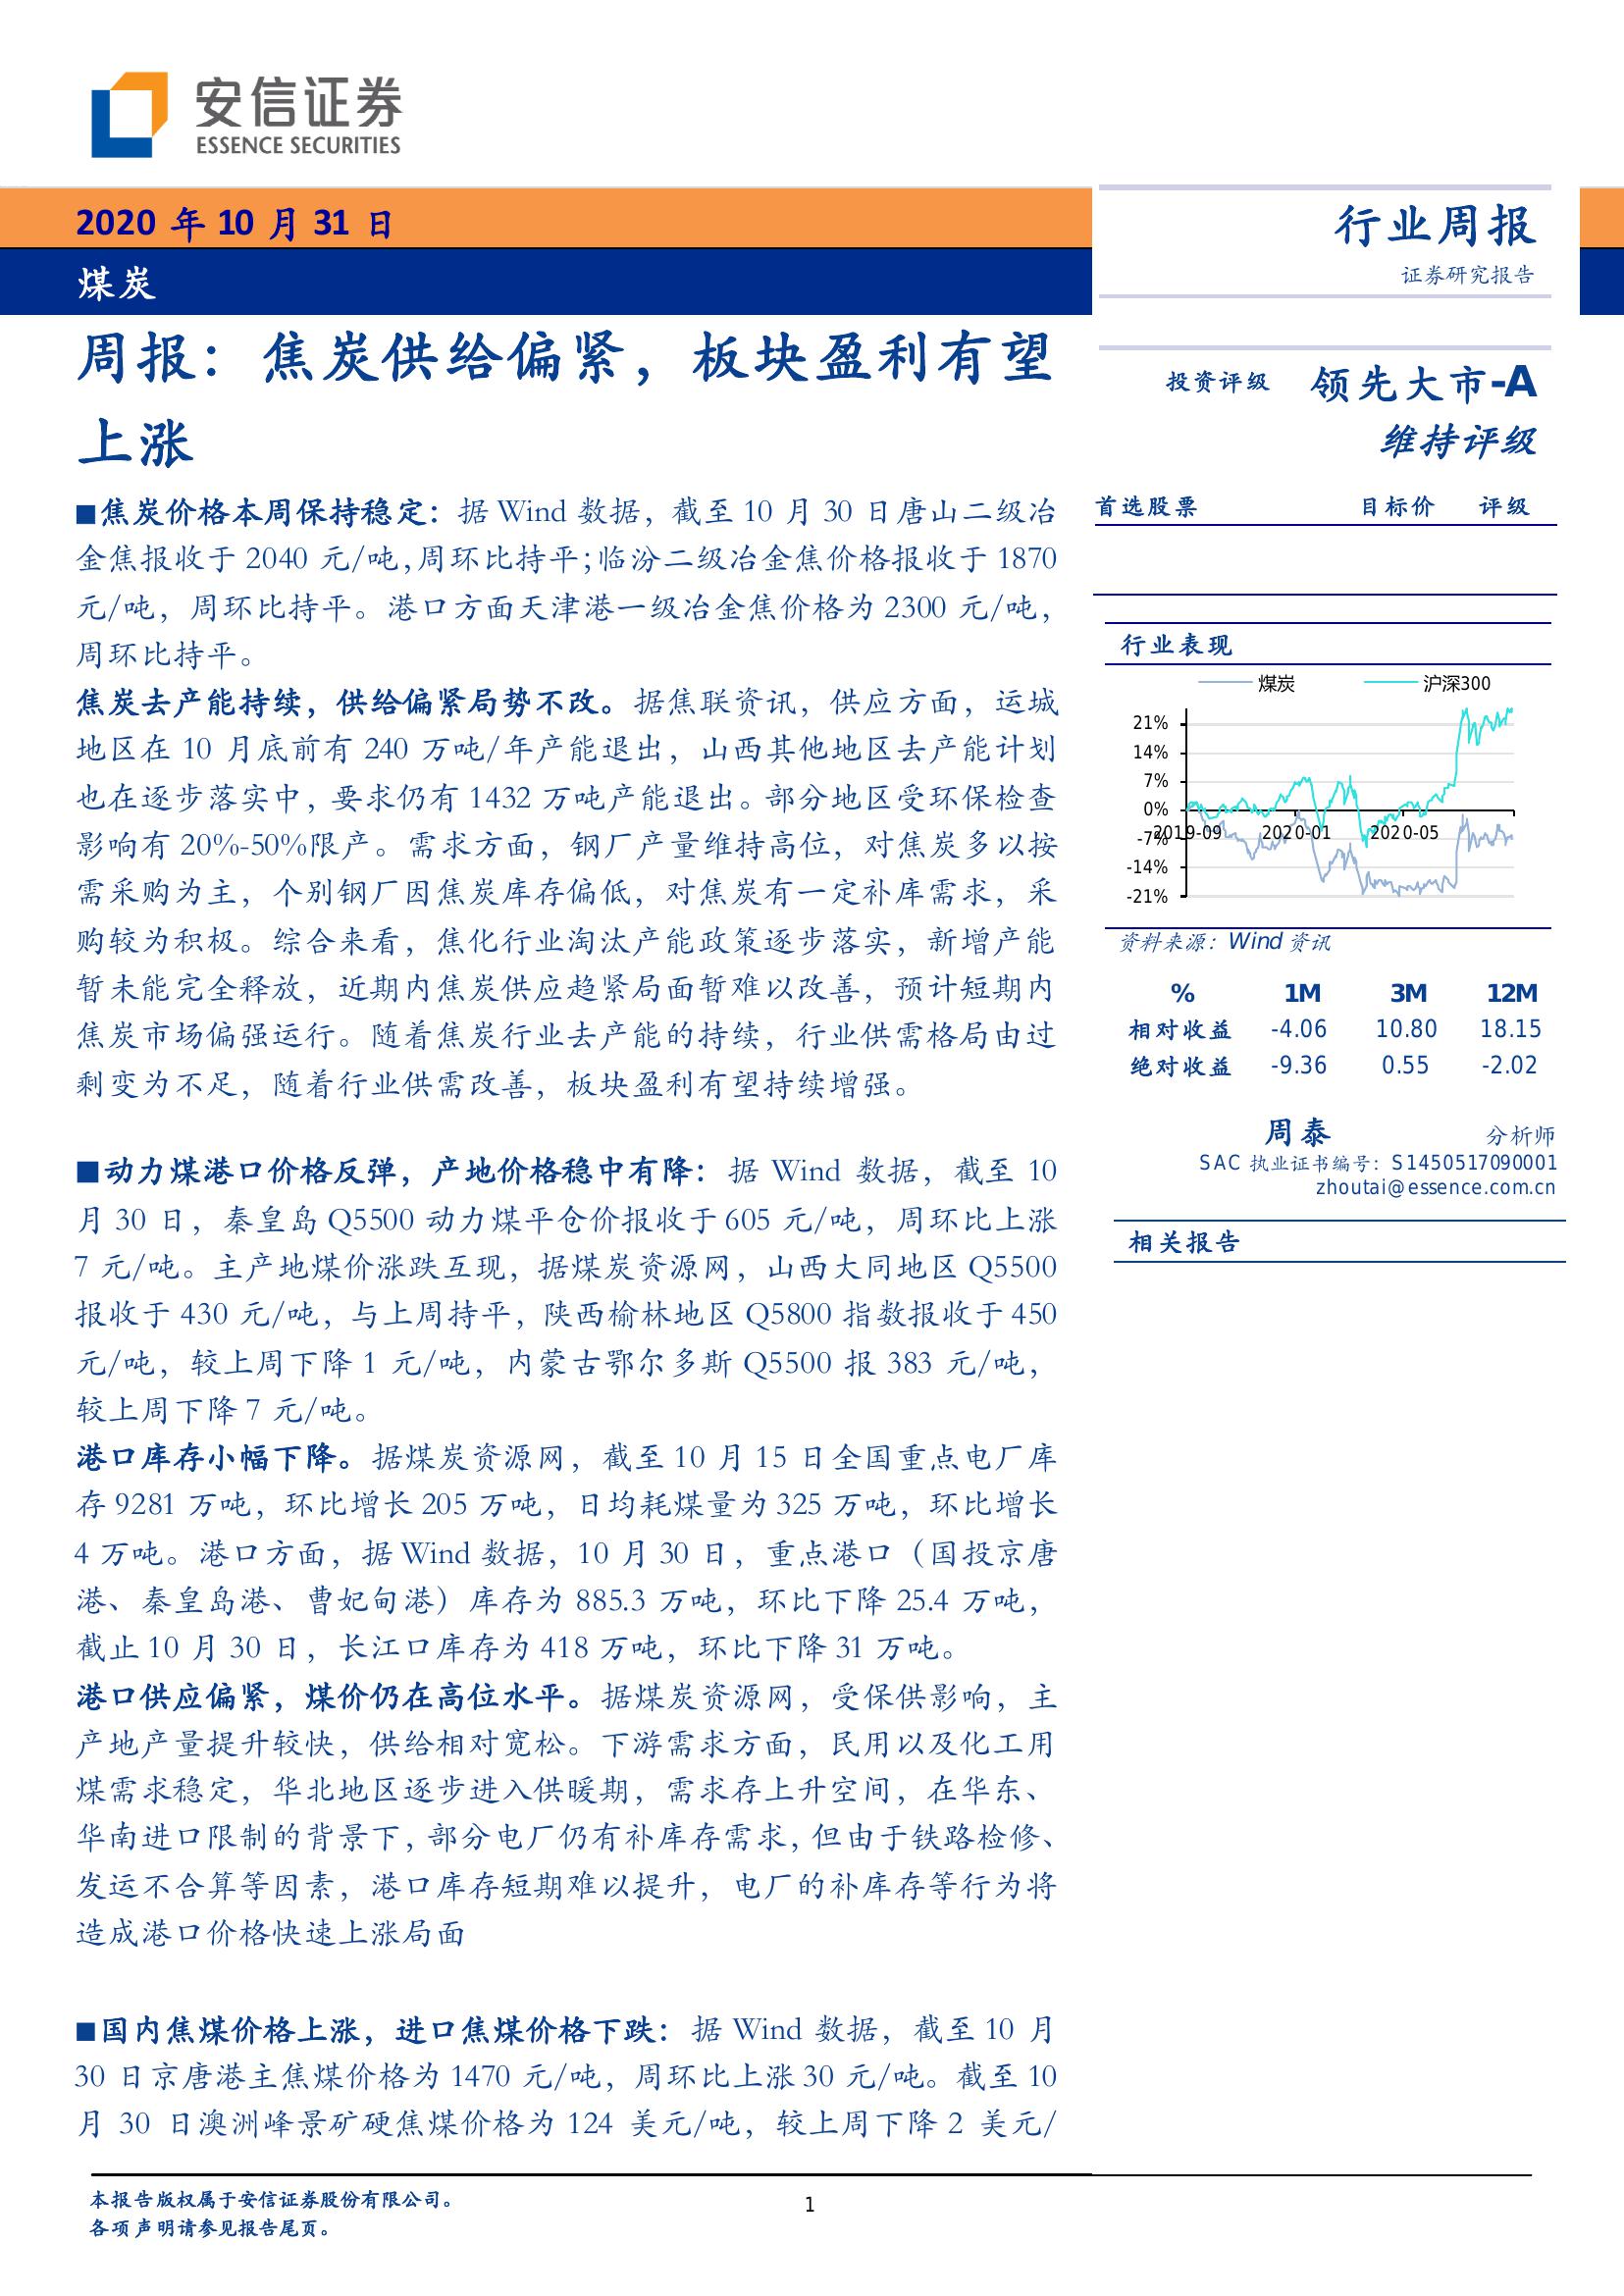 安信证券
ESSENCE SECURITIES
2020 年 10 月 31 日
煤炭
行业周报
证券研究报告
周报：焦炭供给偏紧，板块盈利有望
上涨
■焦炭价格本周保持稳定：据 Wind 数据，截至 10 月 30 日唐山二级冶
金焦报收于 2040 元/吨，周环比持平；临汾二级冶金焦价格报收于 1870
元/吨，周环比持平。港口方面天津港一级冶金焦价格为 2300 元/吨，
周环比持平。
焦炭去产能持续，供给偏紧局势不改。据焦联资讯，供应方面，运城
地区在 10 月底前有 240 万吨/年产能退出，山西其他地区去产能计划
也在逐步落实中，要求仍有 1432 万吨产能退出。部分地区受环保检查
影响有 20%-50%限产。需求方面，钢厂产量维持高位，对焦炭多以按
需采购为主，个别钢厂因焦炭库存偏低，对焦炭有一定补库需求，采
购较为积极。综合来看，焦化行业淘汰产能政策逐步落实，新增产能
暂未能完全释放，近期内焦炭供应趋紧局面暂难以改善，预计短期内
焦炭市场偏强运行。随着焦炭行业去产能的持续，行业供需格局由过
剩变为不足，随着行业供需改善，板块盈利有望持续增强。
■动力煤港口价格反弹，产地价格稳中有降：据 Wind 数据，截至 10
月 30 日，秦皇岛 Q5500 动力煤平仓价报收于 605 元/吨，周环比上涨
7 元/吨。主产地煤价涨跌互现，据煤炭资源网，山西大同地区 Q5500
报收于 430 元/吨，与上周持平，陕西榆林地区 Q5800 指数报收于 450
元/吨，较上周下降 1 元/吨，内蒙古鄂尔多斯 Q5500 报 383 元/吨，
较上周下降 7 元/吨。
港口库存小幅下降。据煤炭资源网，截至 10 月 15 日全国重点电厂库
存 9281 万吨，环比增长 205 万吨，日均耗煤量为 325 万吨，环比增长
4 万吨。港口方面，据 Wind 数据，10 月 30 日，重点港口（国投京唐
港、秦皇岛港、曹妃甸港）库存为 885.3 万吨，环比下降 25.4 万吨，
截止 10 月 30 日，长江口库存为 418 万吨，环比下降 31 万吨。
港口供应偏紧，煤价仍在高位水平。据煤炭资源网，受保供影响，主
产地产量提升较快，供给相对宽松。下游需求方面，民用以及化工用
煤需求稳定，华北地区逐步进入供暖期，需求存上升空间，在华东、
华南进口限制的背景下，部分电厂仍有补库存需求，但由于铁路检修、
发运不合算等因素，港口库存短期难以提升，电厂的补库存等行为将
造成港口价格快速上涨局面
■国内焦煤价格上涨，进口焦煤价格下跌：据 Wind 数据，截至 10 月
30 日京唐港主焦煤价格为 1470 元/吨，周环比上涨 30 元/吨。截至 10
月 30 日澳洲峰景矿硬焦煤价格为 124 美元/吨，较上周下降 2 美元/
投资评级 领先大市-A
维持评级
首选股票 目标价 评级
行业表现
煤炭 沪深300
21%
14%
7%
0%
-7%
-14%
-21%
2019-09 2020-01 2020-05
资料来源：Wind 资讯
% 1M 3M 12M
相对收益 -4.06 10.80 18.15
绝对收益 -9.36 0.55 -2.02
周泰 分析师
SAC 执业证书编号：S1450517090001
zhoutai@essence.com.cn
相关报告
本报告版权属于安信证券股份有限公司。
各项声明请参见报告尾页。
1